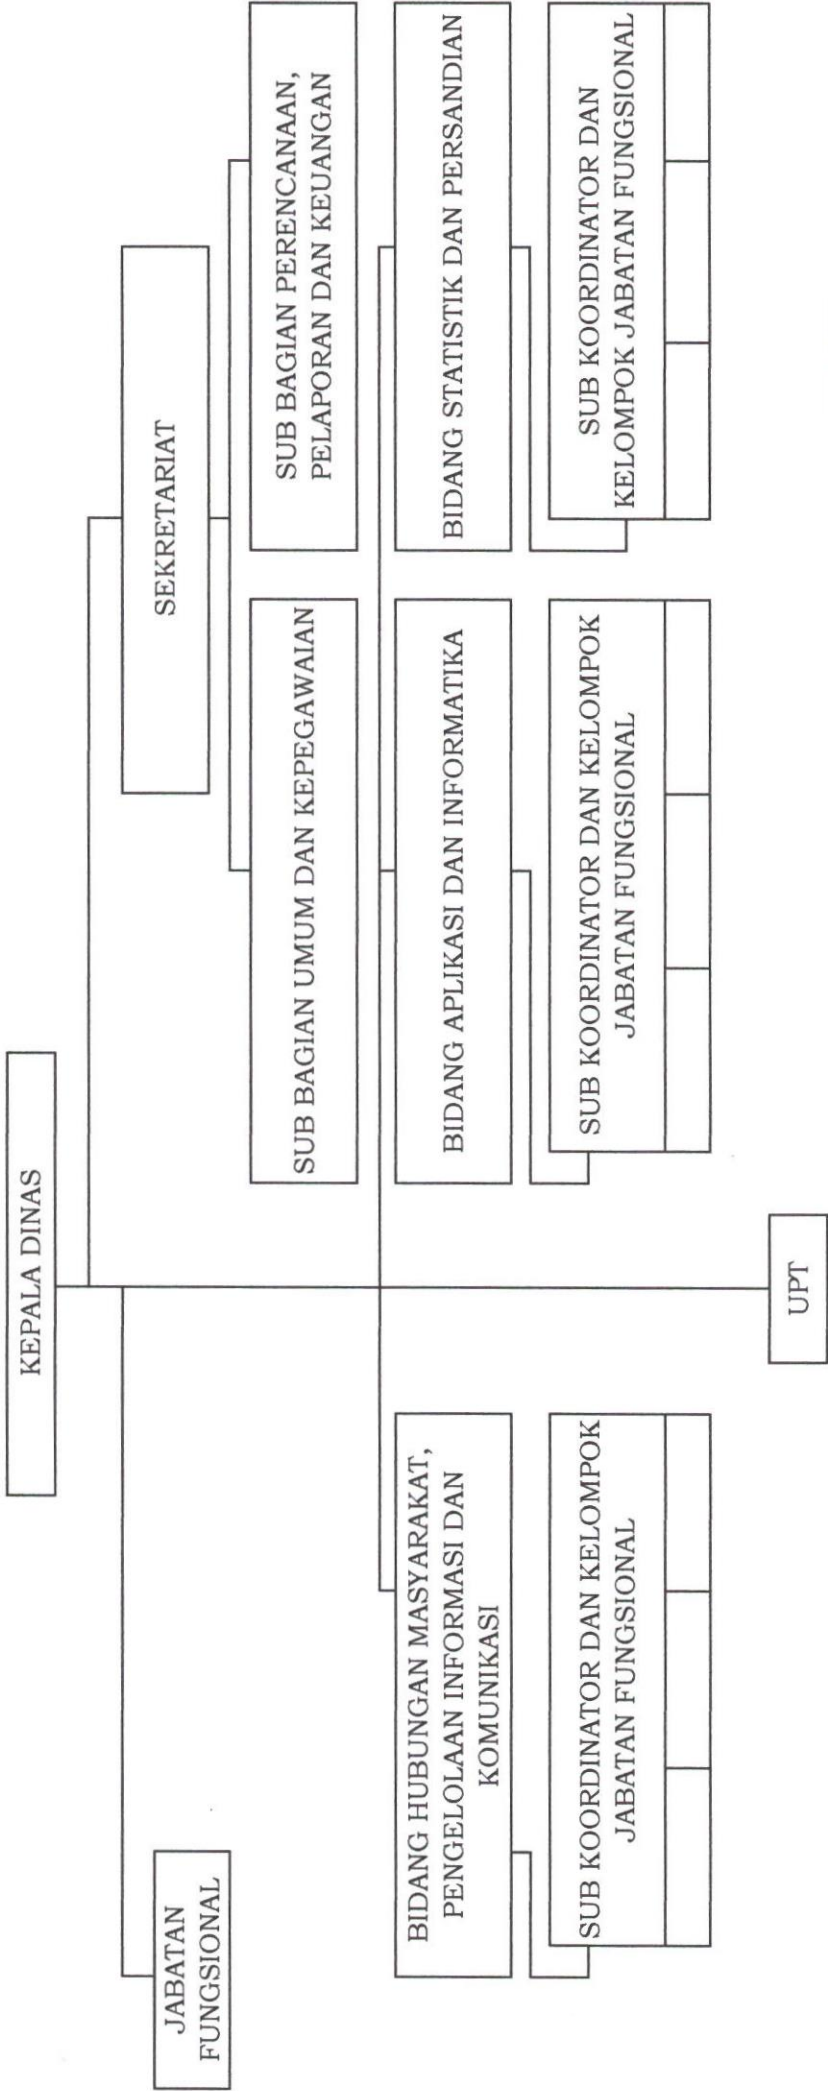 KEPALA DINAS
SEKRETARIAT
JABATAN
FUNGSIONAL
SUB BAGIAN UMUM DAN KEPEGAWAIAN
SUB BAGIAN PERENCANAAN,
PELAPORAN DAN KEUANGAN
BIDANG HUBUNGAN MASYARAKAT,
PENGELOLAAN INFORMASI DAN
KOMUNIKASI
BIDANG APLIKASI DAN INFORMATIKA
BIDANG STATISTIK DAN PERSANDIAN
SUB KOORDINATOR DAN KELOMPOK
JABATAN FUNGSIONAL
SUB KOORDINATOR DAN KELOMPOK
JABATAN FUNGSIONAL
SUB KOORDINATOR DAN
KELOMPOK JABATAN FUNGSIONAL
UPT